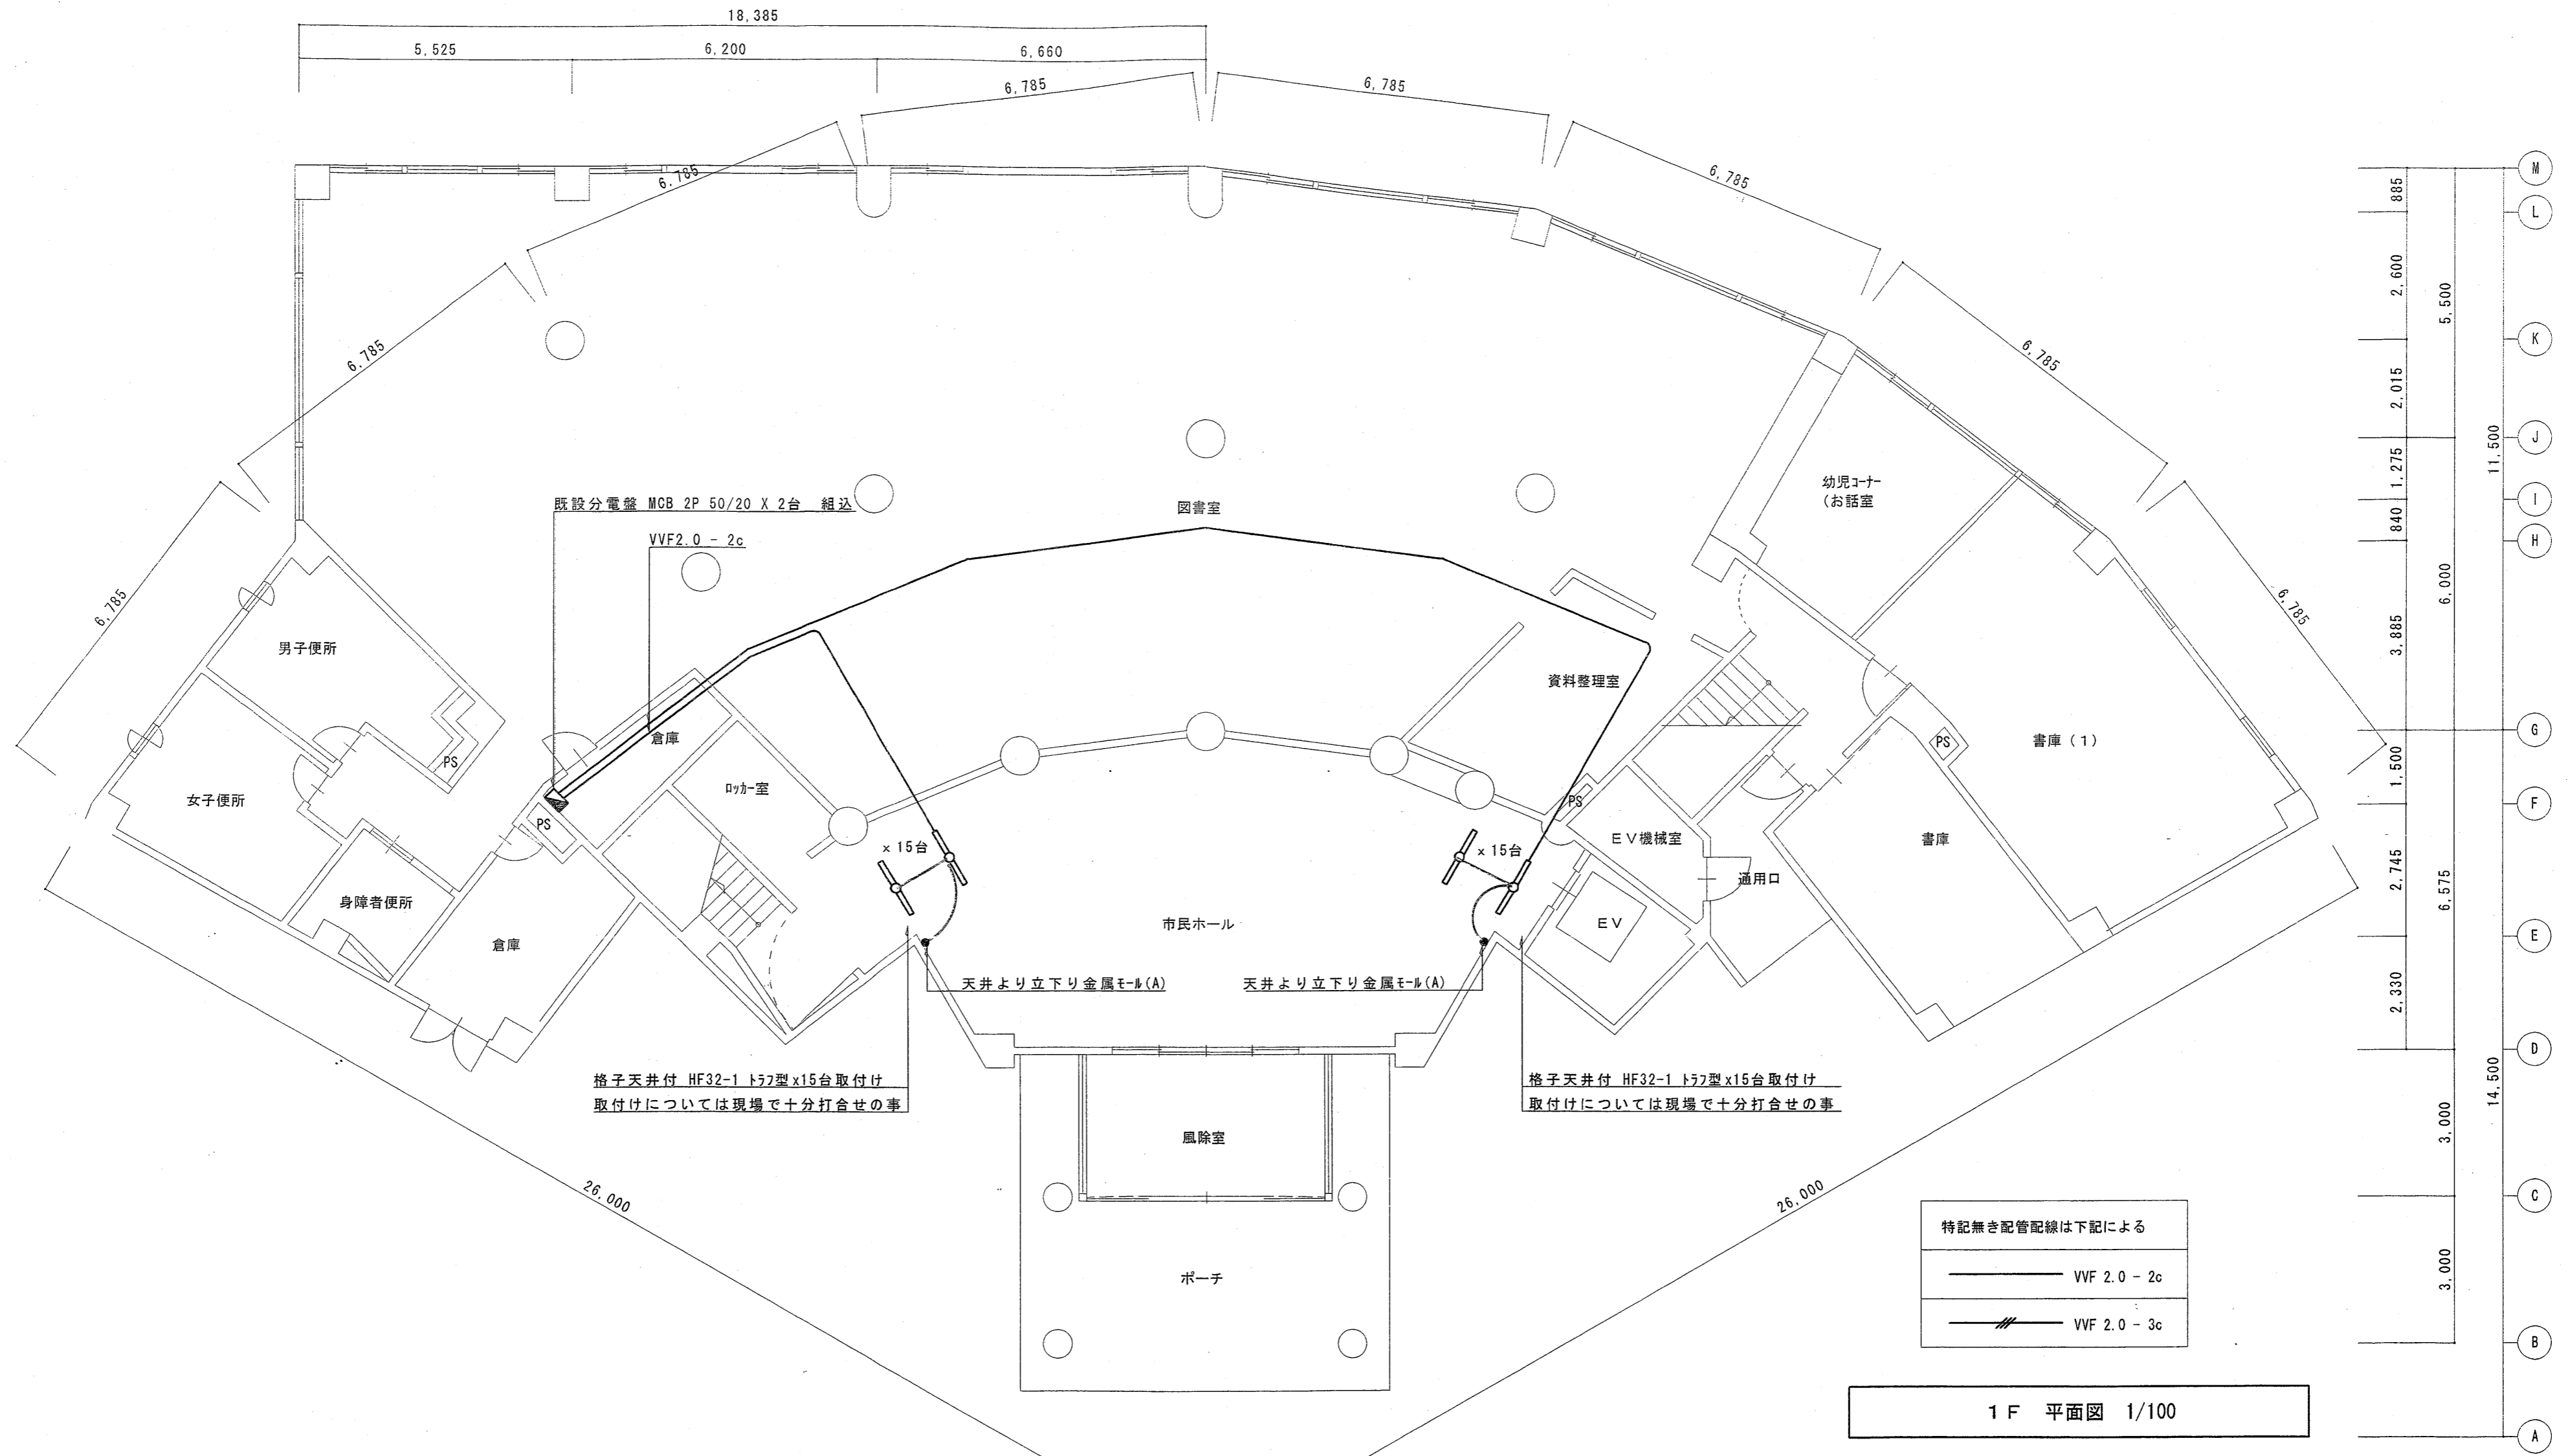 18,385
5,525
6,200
6,660
6,785
6,785
6,785
6,785
6,785
6,785
6,785
6,785
M
L
K
J
I
H
G
F
E
D
C
B
A
885
2,600
2,015
1,275
840
3,885
1,500
2,745
2,330
5,500
6,000
6,575
3,000
3,000
11,500
14,500
既設分電盤 MCB 2P 50/20 X 2台 組込
VVF2.0 - 2c
図書室
幼児ｺｰﾅｰ
(お話室
男子便所
PS
女子便所
身障者便所
倉庫
PS
倉庫
ﾛｯｶｰ室
資料整理室
PS
EV機械室
EV
通用口
PS
書庫(1)
書庫
x 15台
x 15台
市民ホール
天井より立下り金属ﾓｰﾙ(A)
天井より立下り金属ﾓｰﾙ(A)
格子天井付 HF32-1 ﾄﾗﾌ型x15台取付け
取付けについては現場で十分打合せの事
格子天井付 HF32-1 ﾄﾗﾌ型x15台取付け
取付けについては現場で十分打合せの事
風除室
ポーチ
26,000
26,000
特記無き配管配線は下記による
VVF 2.0 - 2c
VVF 2.0 - 3c
1F 平面図 1/100